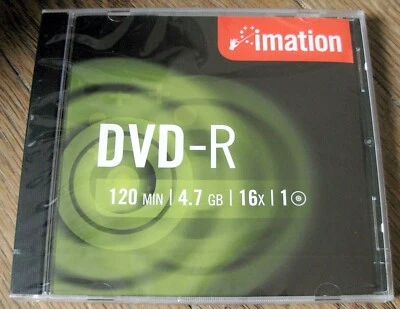 imation
DVD-R
120 MIN | 4.7 GB | 16X | 1